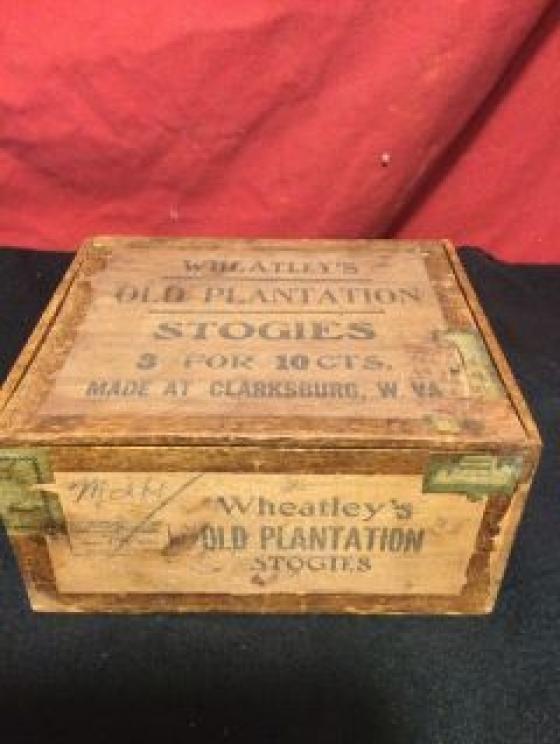 WHEATLEY'S
OLD PLANTATION
STOGIES
3 FOR 10 CTS.
MADE AT CLARKSBURG, W. VA
Wheatley's
OLD PLANTATION
STOGIES